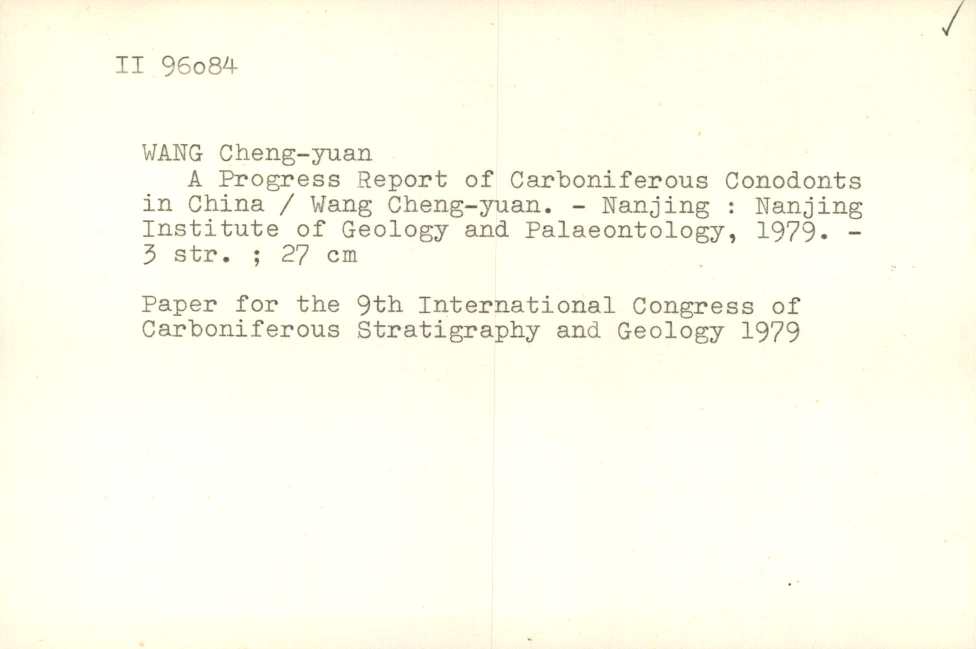 II 96o84
WANG Cheng-yuan
A Progress Report of Carboniferous Conodonts
in China / Wang Cheng-yuan. - Nanjing : Nanjing
Institute of Geology and Palaeontology, 1979. -
3 str. ; 27 cm
Paper for the 9th International Congress of
Carboniferous Stratigraphy and Geology 1979